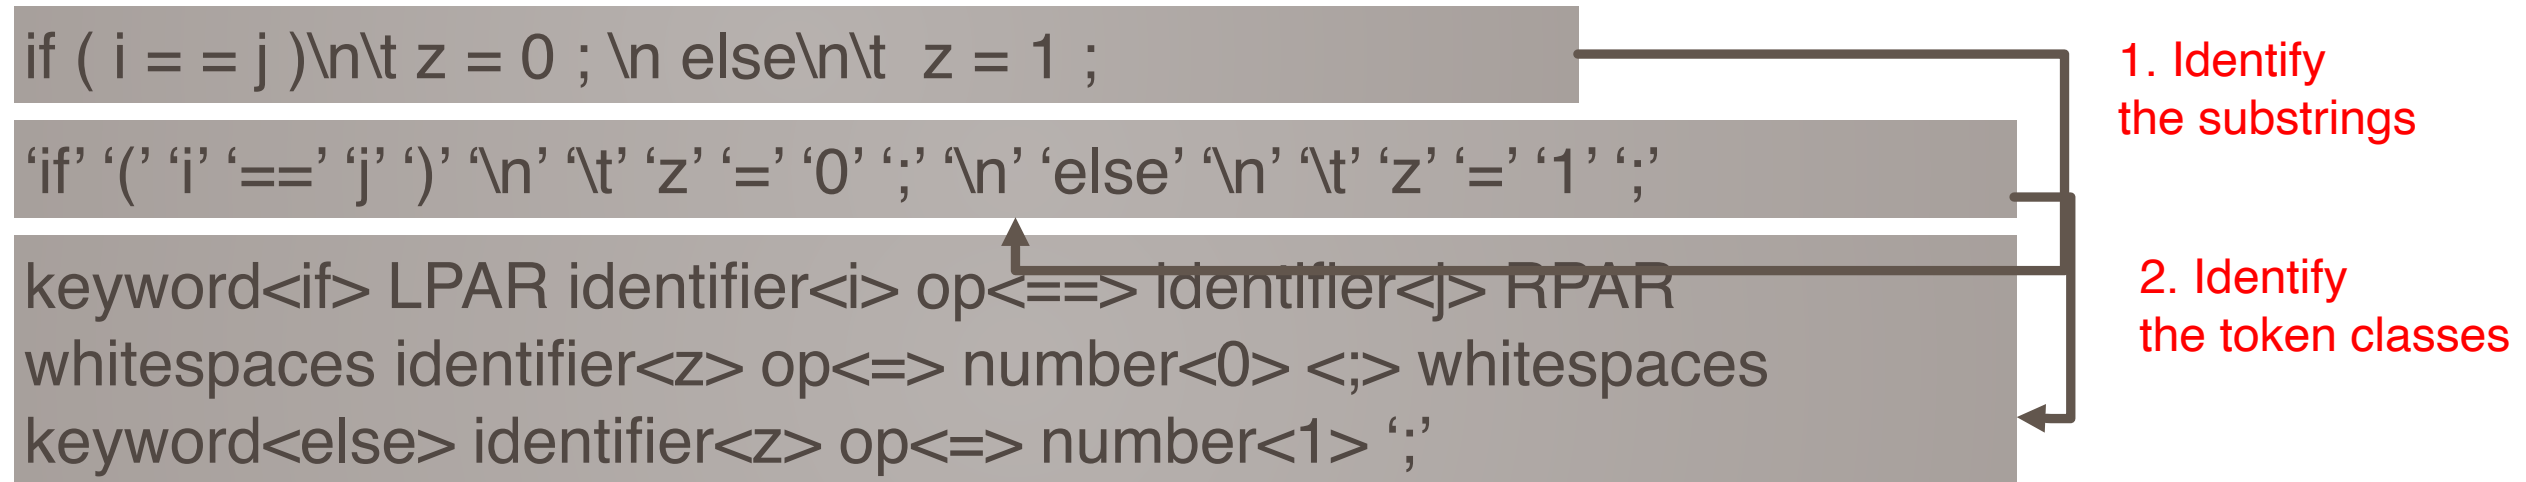 if ( i = = j )\n\t z = 0 ; \n else\n\t  z = 1 ;
‘if’ ‘(’ ‘i’ ‘==’ ‘j’ ‘)’ ‘\n’ ‘\t’ ‘z’ ‘=’ ‘0’ ‘;’ ‘\n’ ‘else’ ‘\n’ ‘\t’ ‘z’ ‘=’ ‘1’ ‘;’
keyword<if> LPAR identifier<i> op<==> identifier<j> RPAR
whitespaces identifier<z> op<=> number<0> <;> whitespaces
keyword<else> identifier<z> op<=> number<1> ‘;’
1. Identify
the substrings
2. Identify
the token classes